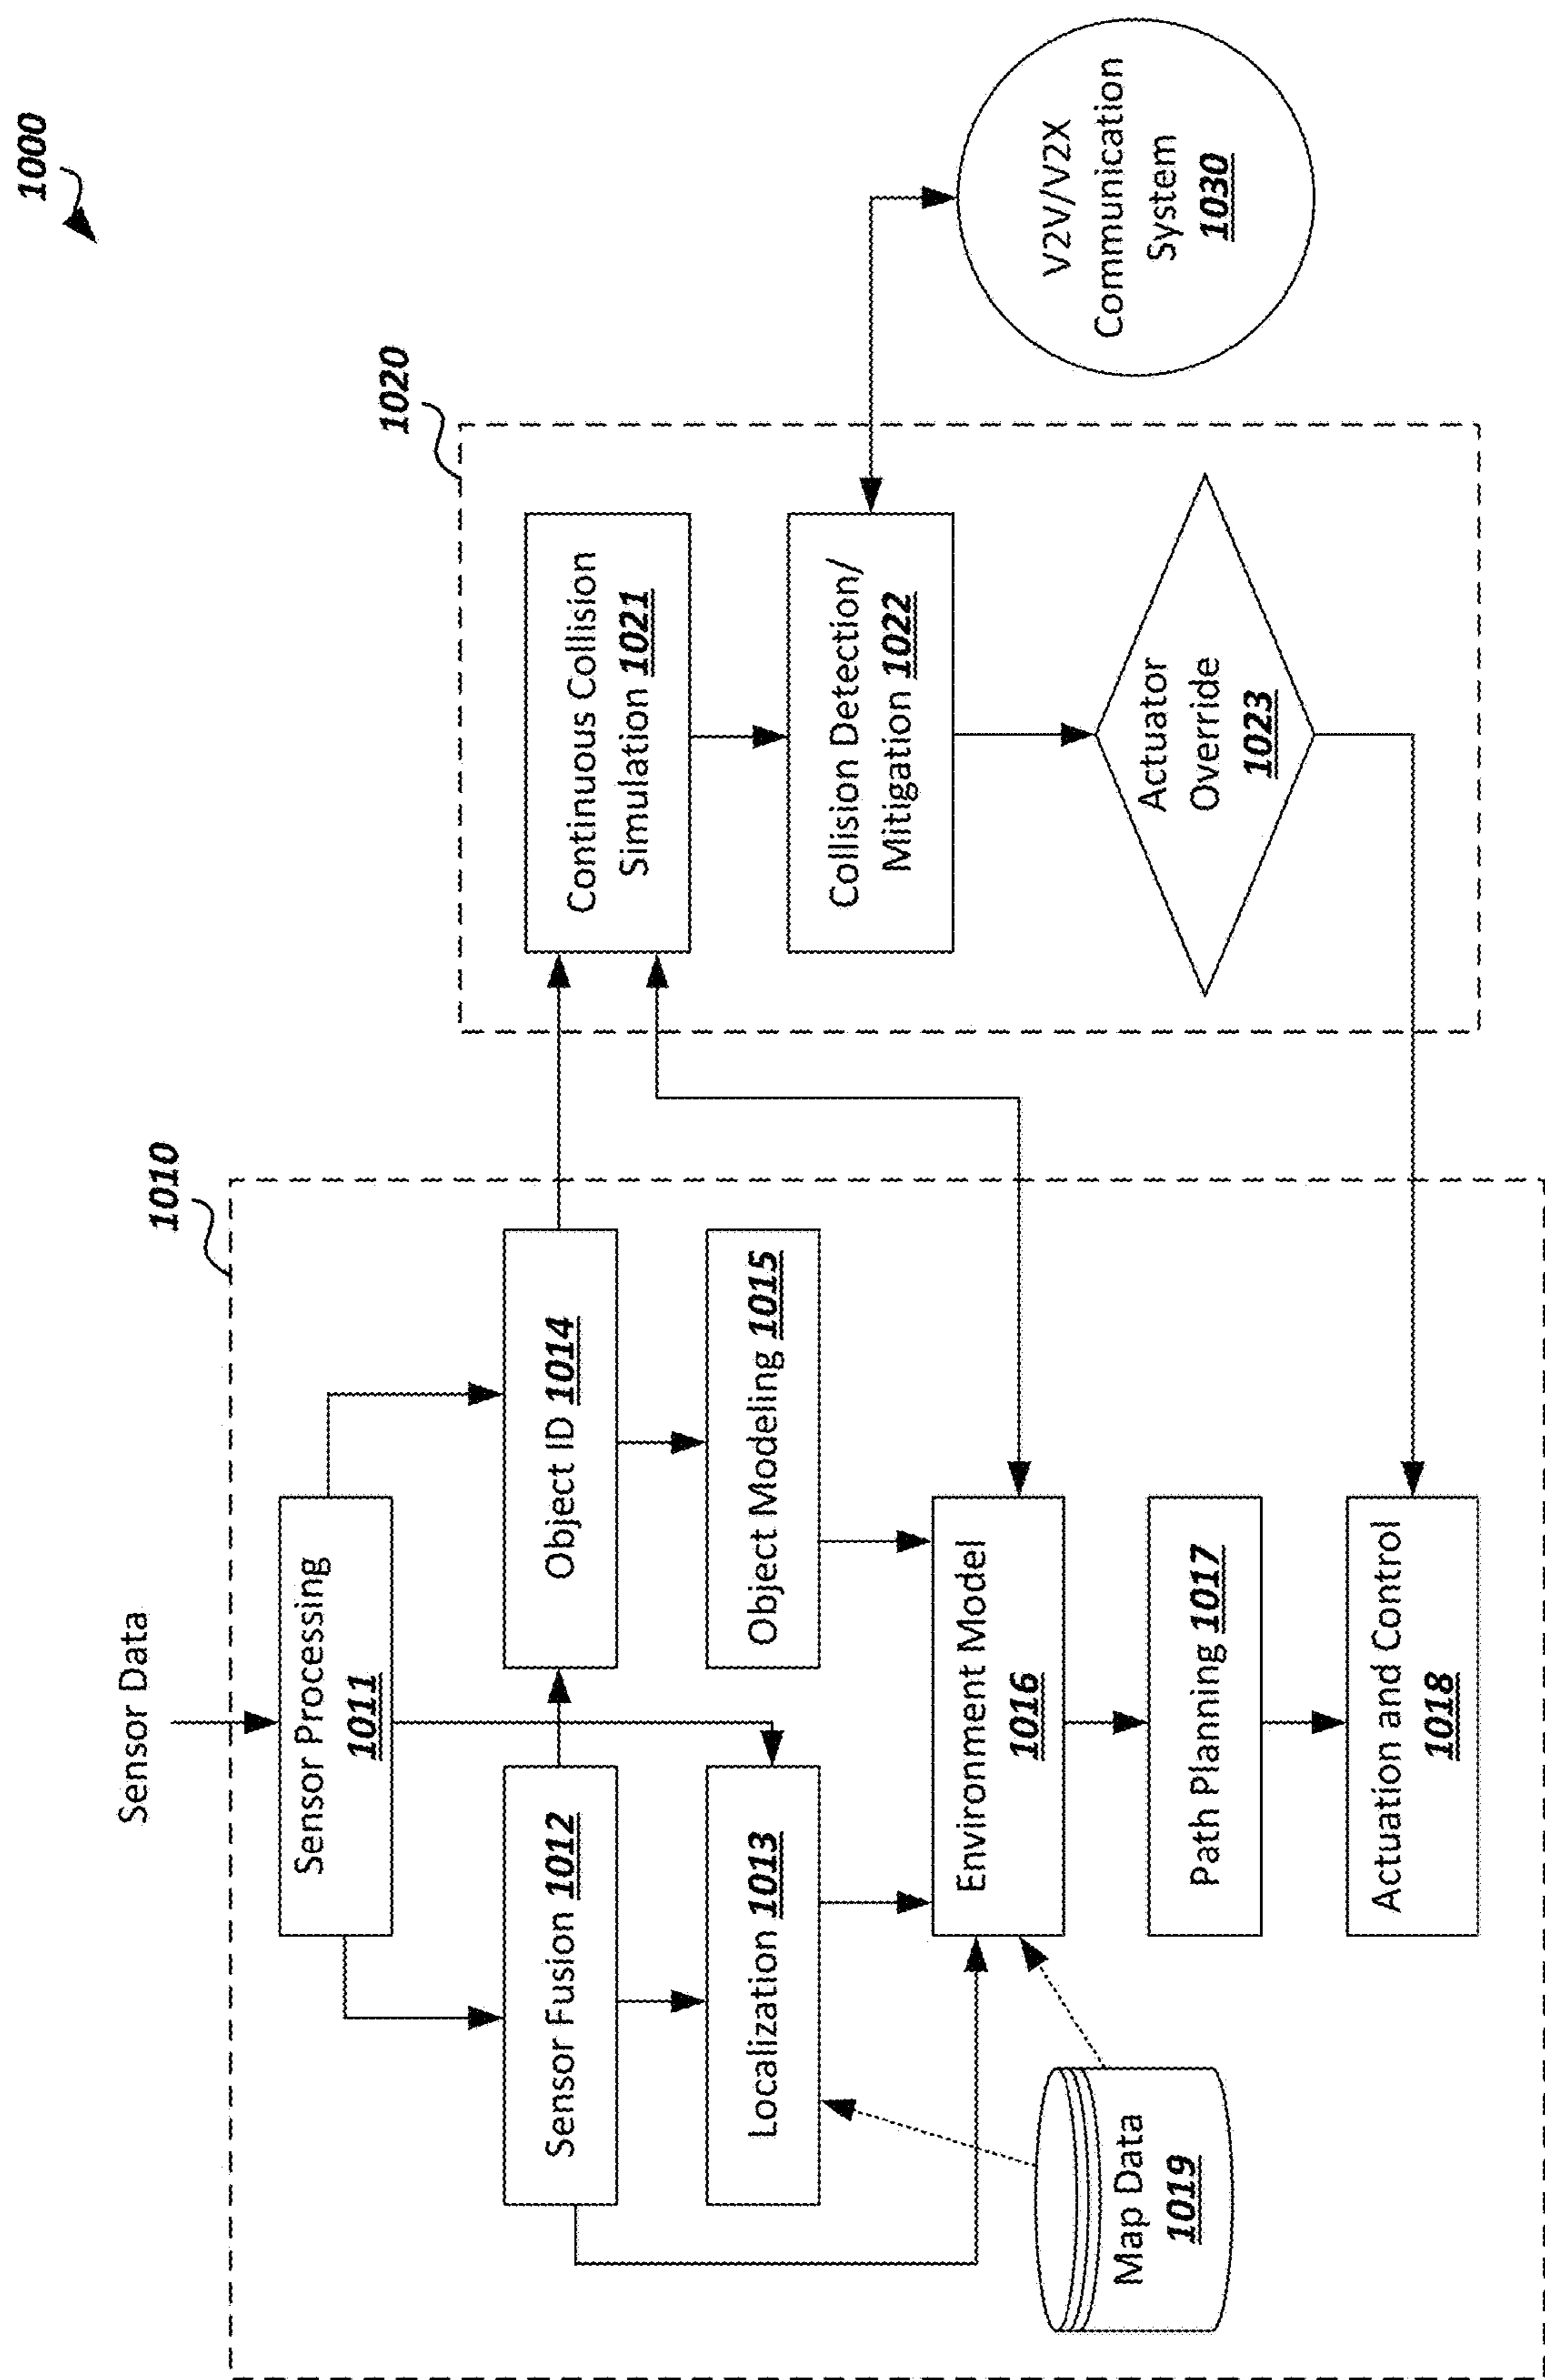 1000
Sensor Data
1010
Sensor Processing
1011
Sensor Fusion 1012
Object ID 1014
Localization 1013
Object Modeling 1015
Environment Model
1016
Map Data
1019
Path Planning 1017
Actuation and Control
1018
1020
Continuous Collision
Simulation 1021
Collision Detection/
Mitigation 1022
Actuator
Override
1023
V2V/V2X
Communication
System
1030